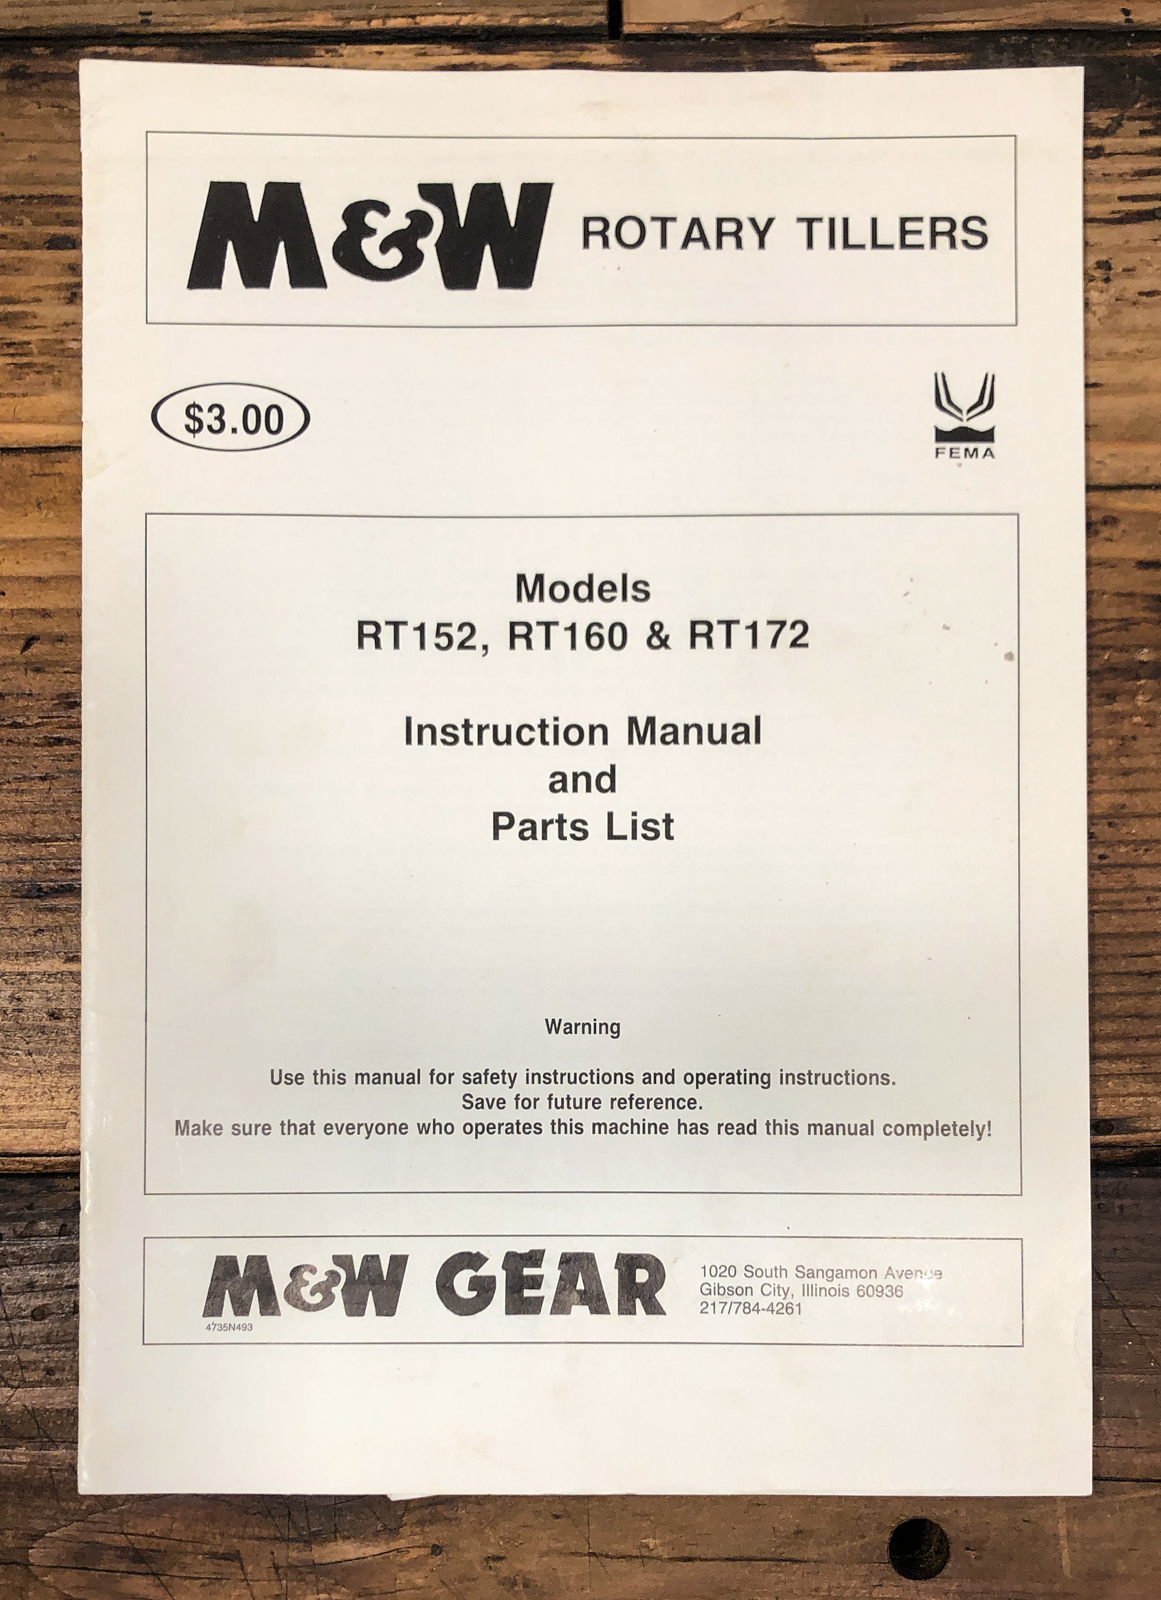 M&W ROTARY TILLERS
$3.00
FEMA
Models
RT152, RT160 & RT172
Instruction Manual
and
Parts List
Warning
Use this manual for safety instructions and operating instructions.
Save for future reference.
Make sure that everyone who operates this machine has read this manual completely!
M&W GEAR
4735N493
1020 South Sangamon Avenue
Gibson City, Illinois 60936
217/784-4261